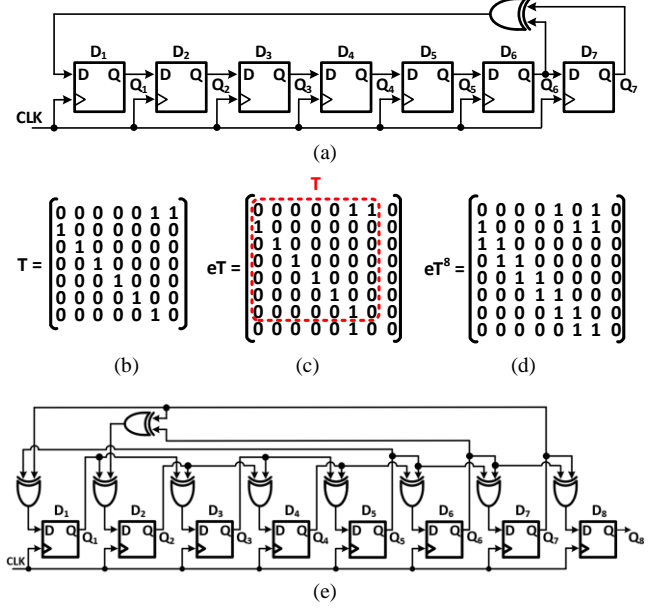 D1 D2 D3 D4 D5 D6 D7
D Q D Q D Q D Q D Q D Q D Q
Q1 Q2 Q3 Q4 Q5 Q6 Q7
CLK
(a)
T =
0 0 0 0 0 1 1
1 0 0 0 0 0 0
0 1 0 0 0 0 0
0 0 1 0 0 0 0
0 0 0 1 0 0 0
0 0 0 0 1 0 0
0 0 0 0 0 1 0
(b)
T
eT =
0 0 0 0 0 1 1 0
1 0 0 0 0 0 0 0
0 1 0 0 0 0 0 0
0 0 1 0 0 0 0 0
0 0 0 1 0 0 0 0
0 0 0 0 1 0 0 0
0 0 0 0 0 1 0 0
0 0 0 0 0 1 0 0
(c)
eT⁸ =
0 0 0 0 1 0 1 0
1 0 0 0 0 1 1 0
1 1 0 0 0 0 0 0
0 1 1 0 0 0 0 0
0 0 1 1 0 0 0 0
0 0 0 1 1 0 0 0
0 0 0 0 1 1 0 0
0 0 0 0 1 1 0 0
(d)
D1 D2 D3 D4 D5 D6 D7 D8
D Q D Q D Q D Q D Q D Q D Q D Q
Q1 Q2 Q3 Q4 Q5 Q6 Q7 Q8
CLK
(e)